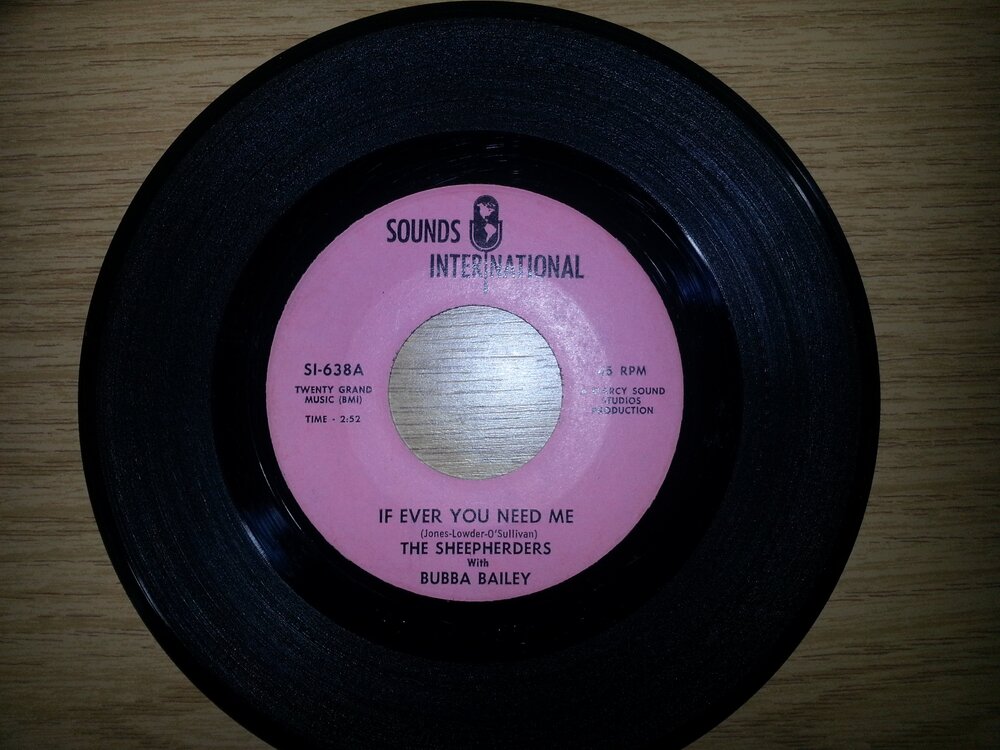 SOUNDS
INTERNATIONAL
SI-638A
TWENTY GRAND
MUSIC (BMI)
TIME - 2:52
RPM
SOUND
STUDIOS
PRODUCTION
IF EVER YOU NEED ME
(Jones-Lowder-O'Sullivan)
THE SHEEPHERDERS
With
BUBBA BAILEY